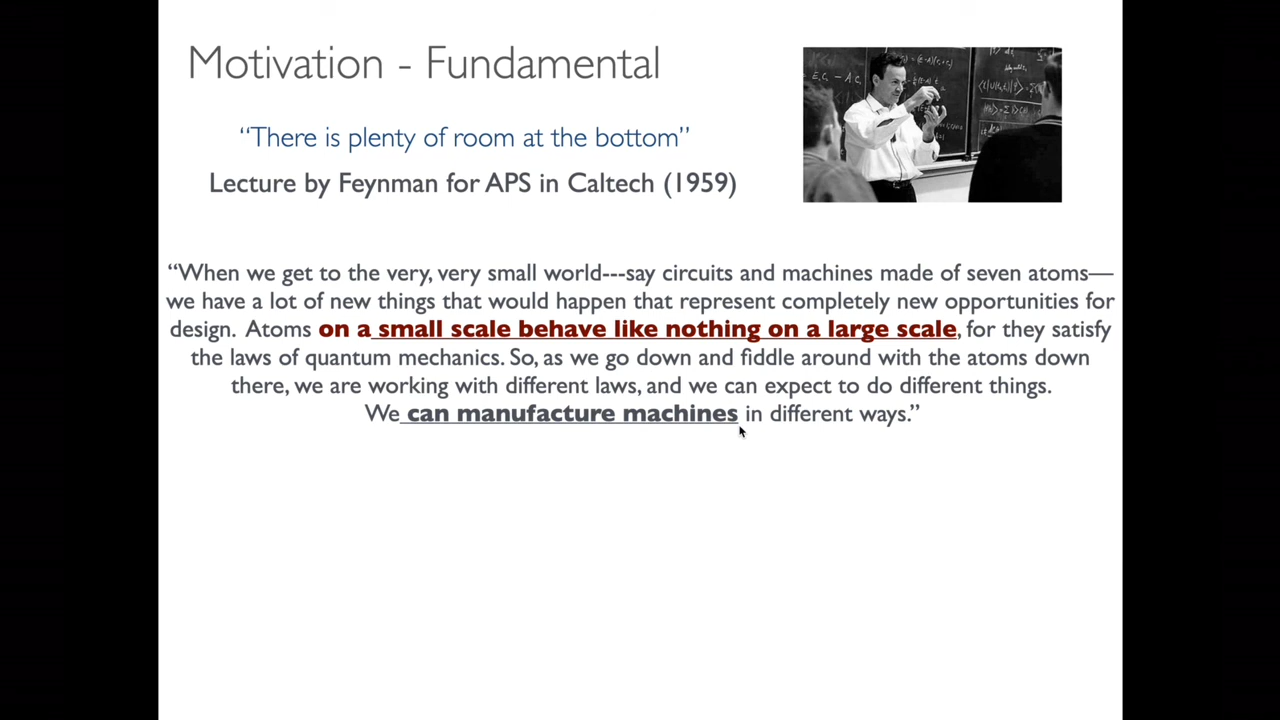 Motivation - Fundamental
“There is plenty of room at the bottom”
Lecture by Feynman for APS in Caltech (1959)
“When we get to the very, very small world---say circuits and machines made of seven atoms—
we have a lot of new things that would happen that represent completely new opportunities for
design. Atoms on a small scale behave like nothing on a large scale, for they satisfy
the laws of quantum mechanics. So, as we go down and fiddle around with the atoms down
there, we are working with different laws, and we can expect to do different things.
We can manufacture machines in different ways.”